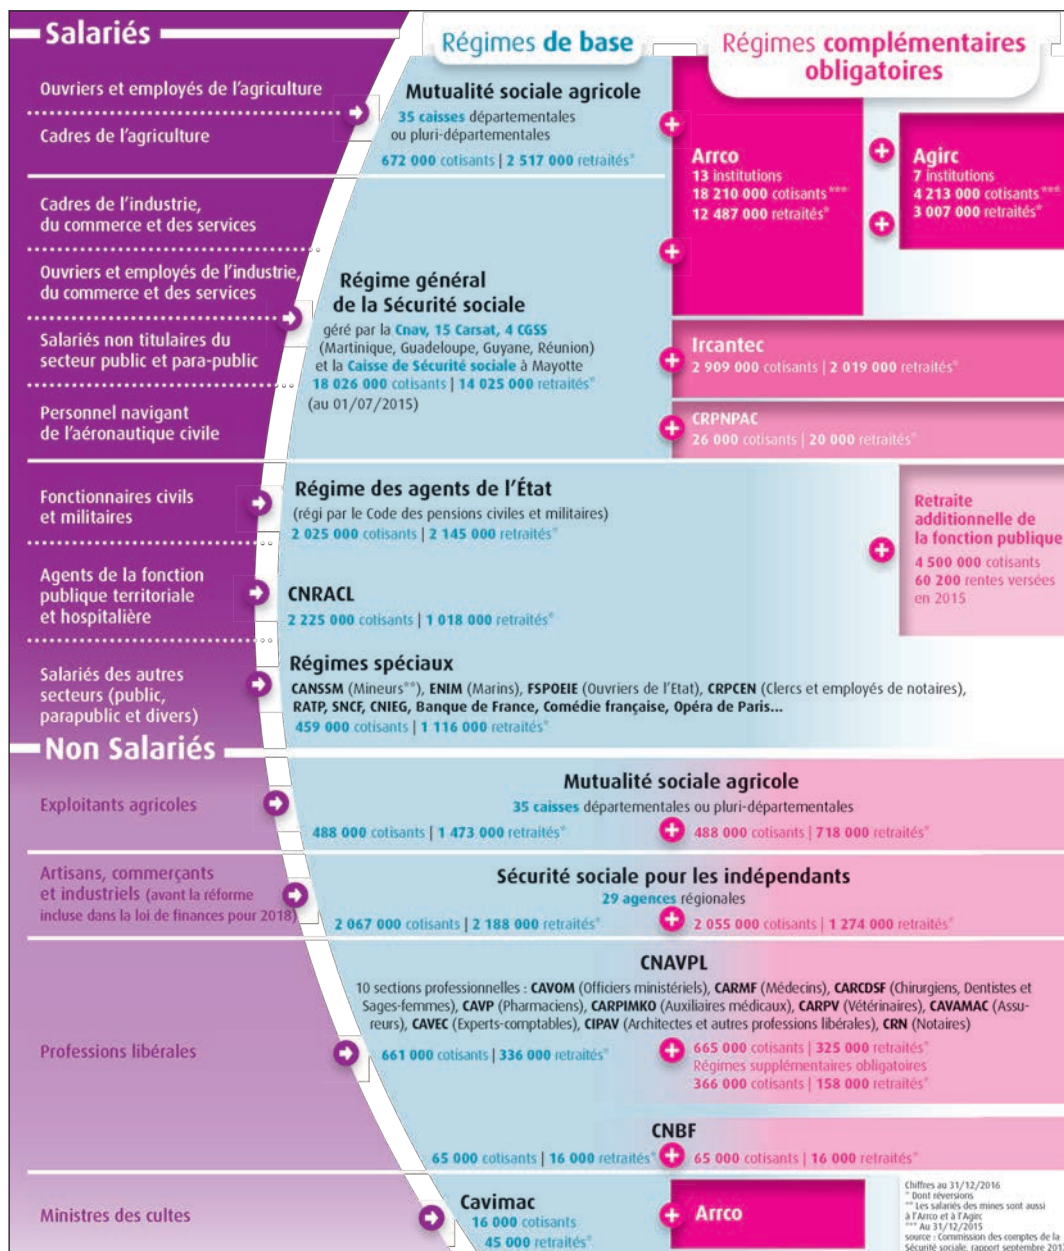 Salariés
Régimes de base
Régimes complémentaires
obligatoires
Ouvriers et employés de l'agriculture
Cadres de l'agriculture
Mutualité sociale agricole
35 caisses départementales
ou pluri-départementales
672 000 cotisants | 2 517 000 retraités*
Arrco
13 institutions
18 210 000 cotisants***
12 487 000 retraités*
Agirc
7 institutions
4 213 000 cotisants***
3 007 000 retraités*
Cadres de l'industrie,
du commerce et des services
Ouvriers et employés de l'industrie,
du commerce et des services
Salariés non titulaires du
secteur public et para-public
Personnel navigant
de l'aéronautique civile
Régime général
de la Sécurité sociale
géré par la Cnav, 15 Carsat, 4 CGSS
(Martinique, Guadeloupe, Guyane, Réunion)
et la Caisse de Sécurité sociale à Mayotte
18 026 000 cotisants | 14 025 000 retraités*
(au 01/07/2015)
Ircantec
2 909 000 cotisants | 2 019 000 retraités*
CRPNPAC
26 000 cotisants | 20 000 retraités*
Fonctionnaires civils
et militaires
Régime des agents de l'État
(régi par le Code des pensions civiles et militaires)
2 025 000 cotisants | 2 145 000 retraités*
Retraite
additionnelle de
la fonction publique
4 500 000 cotisants
60 200 rentes versées
en 2015
Agents de la fonction
publique territoriale
et hospitalière
CNRACL
2 225 000 cotisants | 1 018 000 retraités*
Salariés des autres
secteurs (public,
parapublic et divers)
Régimes spéciaux
CANSSM (Mineurs**), ENIM (Marins), FSPOEIE (Ouvriers de l'Etat), CRPCEN (Clercs et employés de notaires),
RATP, SNCF, CNIEG, Banque de France, Comédie française, Opéra de Paris...
459 000 cotisants | 1 116 000 retraités*
Non Salariés
Exploitants agricoles
Mutualité sociale agricole
35 caisses départementales ou pluri-départementales
488 000 cotisants | 1 473 000 retraités*
488 000 cotisants | 718 000 retraités*
Artisans, commerçants
et industriels (avant la réforme
incluse dans la loi de finances pour 2018)
Sécurité sociale pour les indépendants
29 agences régionales
2 067 000 cotisants | 2 188 000 retraités*
2 055 000 cotisants | 1 274 000 retraités*
Professions libérales
CNAVPL
10 sections professionnelles : CAVOM (Officiers ministériels), CARMF (Médecins), CARCDSF (Chirurgiens, Dentistes et
Sages-femmes), CAVP (Pharmaciens), CARPIMKO (Auxiliaires médicaux), CARPV (Vétérinaires), CAVAMAC (Assu-
reurs), CAVEC (Experts-comptables), CIPAV (Architectes et autres professions libérales), CRN (Notaires)
661 000 cotisants | 336 000 retraités*
665 000 cotisants | 325 000 retraités*
Régimes supplémentaires obligatoires
366 000 cotisants | 158 000 retraités*
CNBF
65 000 cotisants | 16 000 retraités*
65 000 cotisants | 16 000 retraités*
Ministres des cultes
Cavimac
16 000 cotisants
45 000 retraités*
Arrco
Chiffres au 31/12/2016
* Dont réversions
** Les salariés des mines sont aussi
à l'Arrco et à l'Agirc
*** Au 31/12/2015
source : Commission des comptes de la
Sécurité sociale, rapport septembre